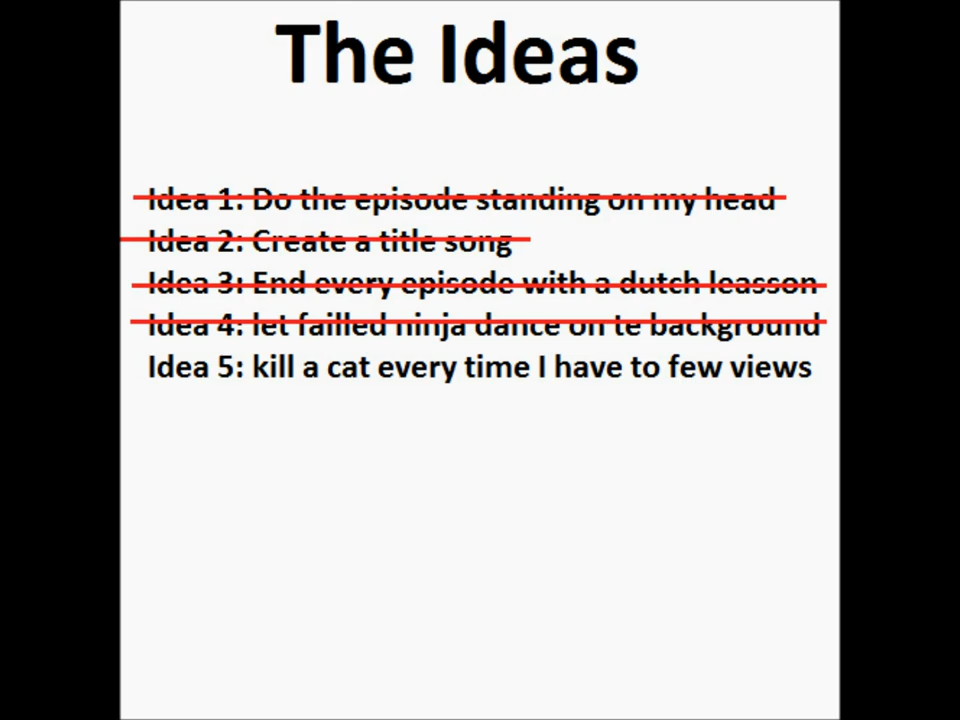 The Ideas
Idea 1: Do the episode standing on my head
Idea 2: Create a title song
Idea 3: End every episode with a dutch leasson
Idea 4: let failled ninja dance on te background
Idea 5: kill a cat every time I have to few views